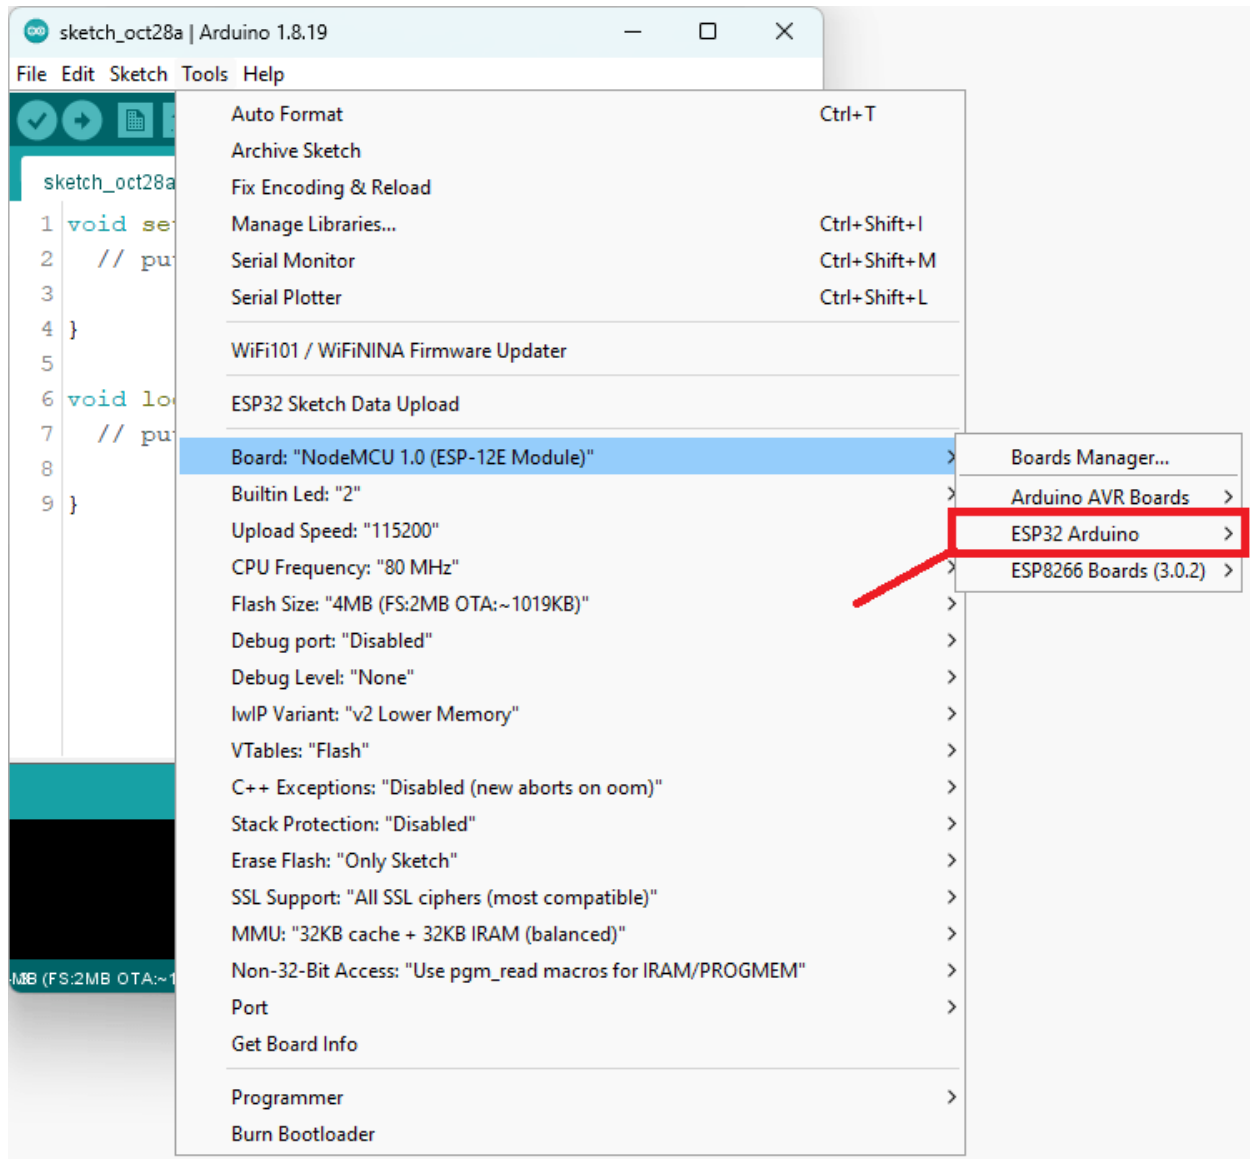 sketch_oct28a | Arduino 1.8.19
File Edit Sketch Tools Help
Auto Format Ctrl+T
Archive Sketch
Fix Encoding & Reload
Manage Libraries... Ctrl+Shift+I
Serial Monitor Ctrl+Shift+M
Serial Plotter Ctrl+Shift+L
WiFi101 / WiFiNINA Firmware Updater
ESP32 Sketch Data Upload
Board: "NodeMCU 1.0 (ESP-12E Module)"
Builtin Led: "2"
Upload Speed: "115200"
CPU Frequency: "80 MHz"
Flash Size: "4MB (FS:2MB OTA:~1019KB)"
Debug port: "Disabled"
Debug Level: "None"
lwIP Variant: "v2 Lower Memory"
VTables: "Flash"
C++ Exceptions: "Disabled (new aborts on oom)"
Stack Protection: "Disabled"
Erase Flash: "Only Sketch"
SSL Support: "All SSL ciphers (most compatible)"
MMU: "32KB cache + 32KB IRAM (balanced)"
Non-32-Bit Access: "Use pgm_read macros for IRAM/PROGMEM"
Port
Get Board Info
Programmer
Burn Bootloader
Boards Manager...
Arduino AVR Boards
ESP32 Arduino
ESP8266 Boards (3.0.2)
sketch_oct28a
1 void se
2 // pu
3
4 }
5
6 void lo
7 // pu
8
9 }
(FS:2MB OTA:~1